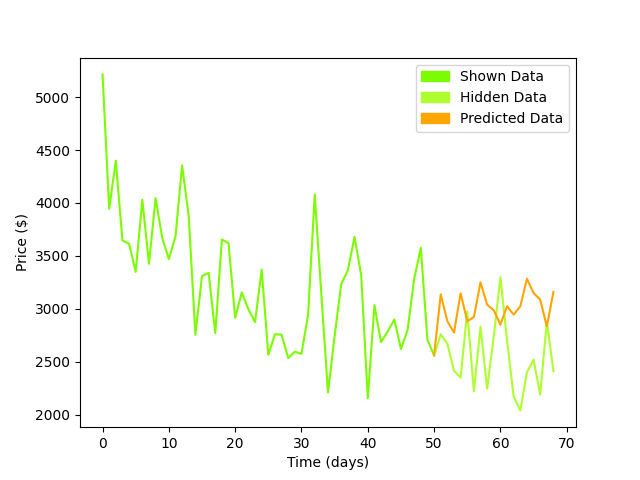 Shown Data
Hidden Data
Predicted Data
Price ($)
5000
4500
4000
3500
3000
2500
2000
0 10 20 30 40 50 60 70
Time (days)